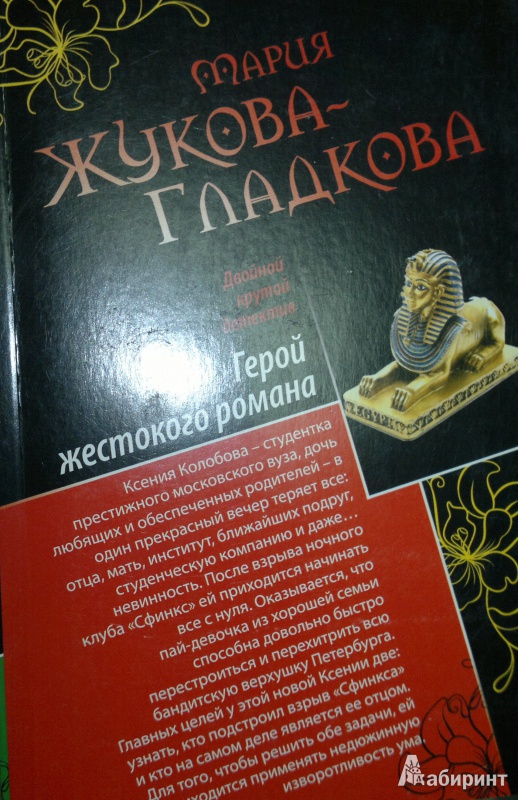 Мария
Жукова-
Гладкова
Двойной
крутой
детектив
Герой
жестокого романа
Ксения Колобова – студентка
престижного московского вуза, дочь
любящих и обеспеченных родителей – в
один прекрасный вечер теряет все:
отца, мать, институт, ближайших подруг,
студенческую компанию и даже...
невинность. После взрыва ночного
клуба «Сфинкс» ей приходится начинать
все с нуля. Оказывается, что
пай-девочка из хорошей семьи
способна довольно быстро
перестроиться и перехитрить всю
бандитскую верхушку Петербурга.
Главных целей у этой новой Ксении две:
узнать, кто подстроил взрыв «Сфинкса»
и кто на самом деле является ее отцом.
Для того, чтобы решить обе задачи, ей
приходится применять недюжинную
изворотливость ума
Лабиринт